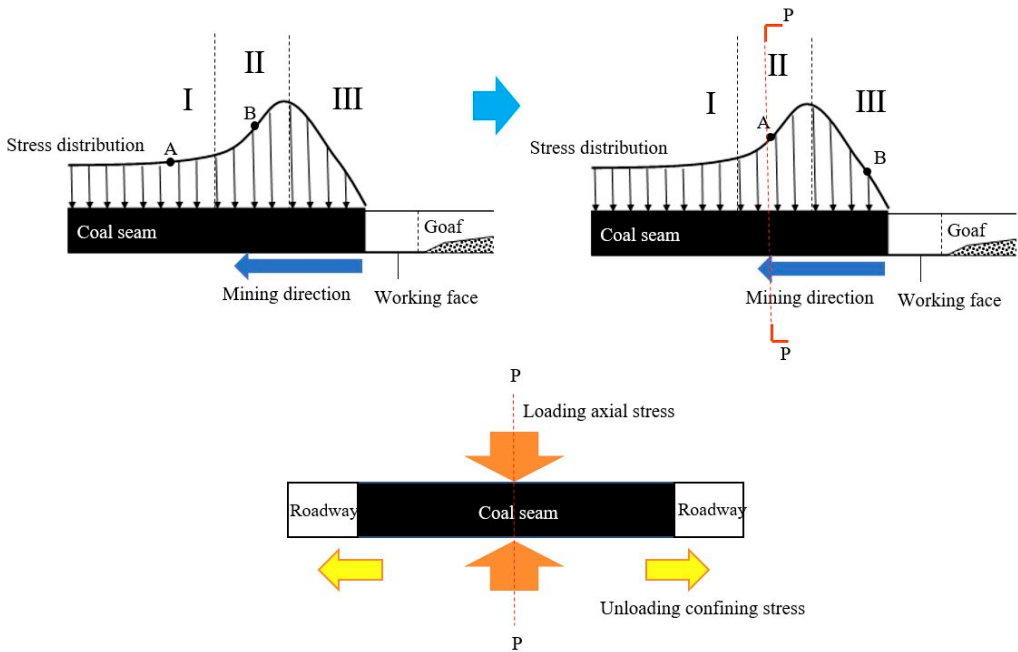 P
I
II
III
A
B
Stress distribution
Coal seam
Goaf
Mining direction
Working face
I
II
III
A
B
Stress distribution
Coal seam
Goaf
Mining direction
Working face
P
P
Loading axial stress
Roadway
Coal seam
Roadway
Unloading confining stress
P